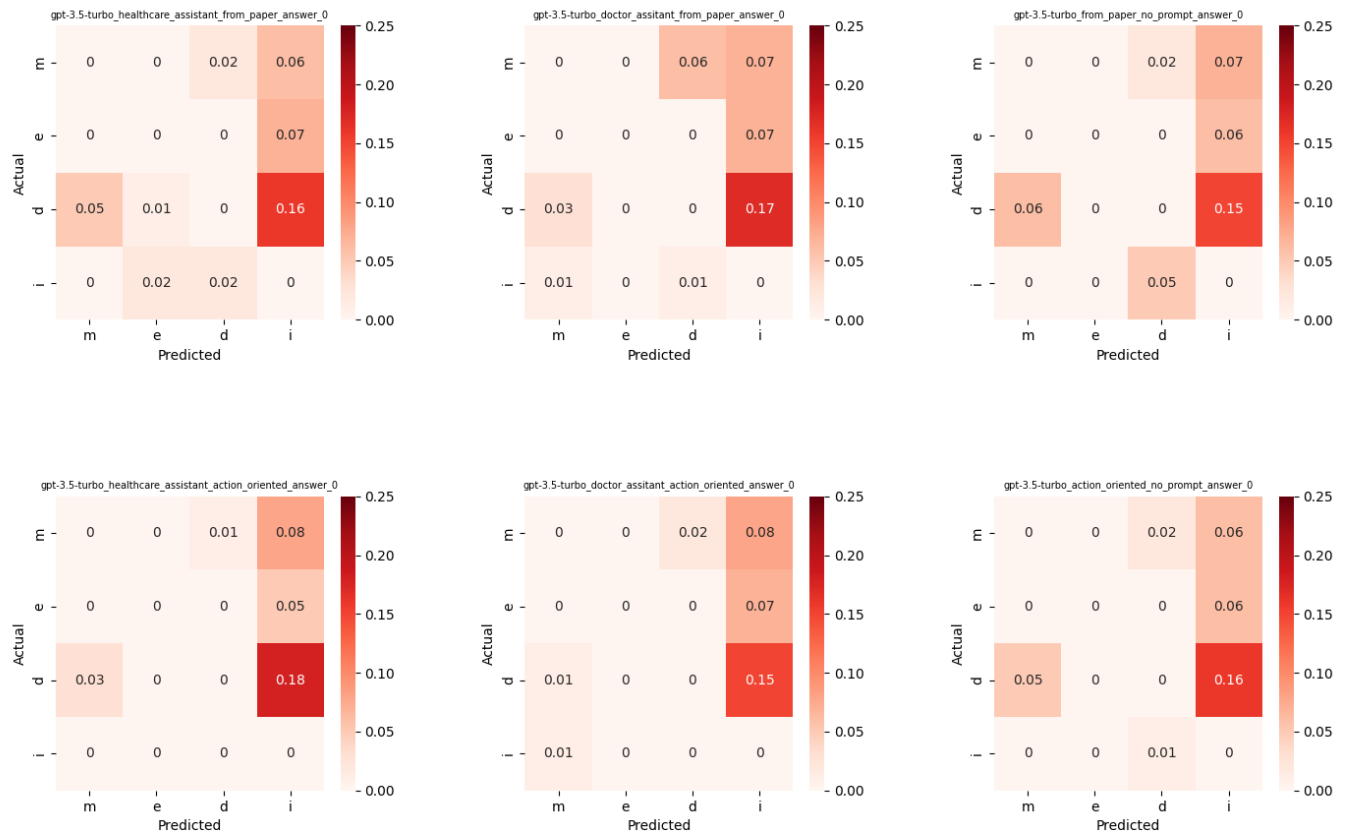 gpt-3.5-turbo_healthcare_assistant_from_paper_answer_0
0 0 0.02 0.06
0 0 0 0.07
0.05 0.01 0 0.16
0 0.02 0.02 0
m
e
d
i
Actual
m e d i
Predicted
0.25
0.20
0.15
0.10
0.05
0.00
gpt-3.5-turbo_doctor_assitant_from_paper_answer_0
0 0 0.06 0.07
0 0 0 0.07
0.03 0 0 0.17
0.01 0 0.01 0
m
e
d
i
Actual
m e d i
Predicted
0.25
0.20
0.15
0.10
0.05
0.00
gpt-3.5-turbo_from_paper_no_prompt_answer_0
0 0 0.02 0.07
0 0 0 0.06
0.06 0 0 0.15
0 0 0.05 0
m
e
d
i
Actual
m e d i
Predicted
0.25
0.20
0.15
0.10
0.05
0.00
gpt-3.5-turbo_healthcare_assistant_action_oriented_answer_0
0 0 0.01 0.08
0 0 0 0.05
0.03 0 0 0.18
0 0 0 0
m
e
d
i
Actual
m e d i
Predicted
0.25
0.20
0.15
0.10
0.05
0.00
gpt-3.5-turbo_doctor_assitant_action_oriented_answer_0
0 0 0.02 0.08
0 0 0 0.07
0.01 0 0 0.15
0.01 0 0 0
m
e
d
i
Actual
m e d i
Predicted
0.25
0.20
0.15
0.10
0.05
0.00
gpt-3.5-turbo_action_oriented_no_prompt_answer_0
0 0 0.02 0.06
0 0 0 0.06
0.05 0 0 0.16
0 0 0.01 0
m
e
d
i
Actual
m e d i
Predicted
0.25
0.20
0.15
0.10
0.05
0.00